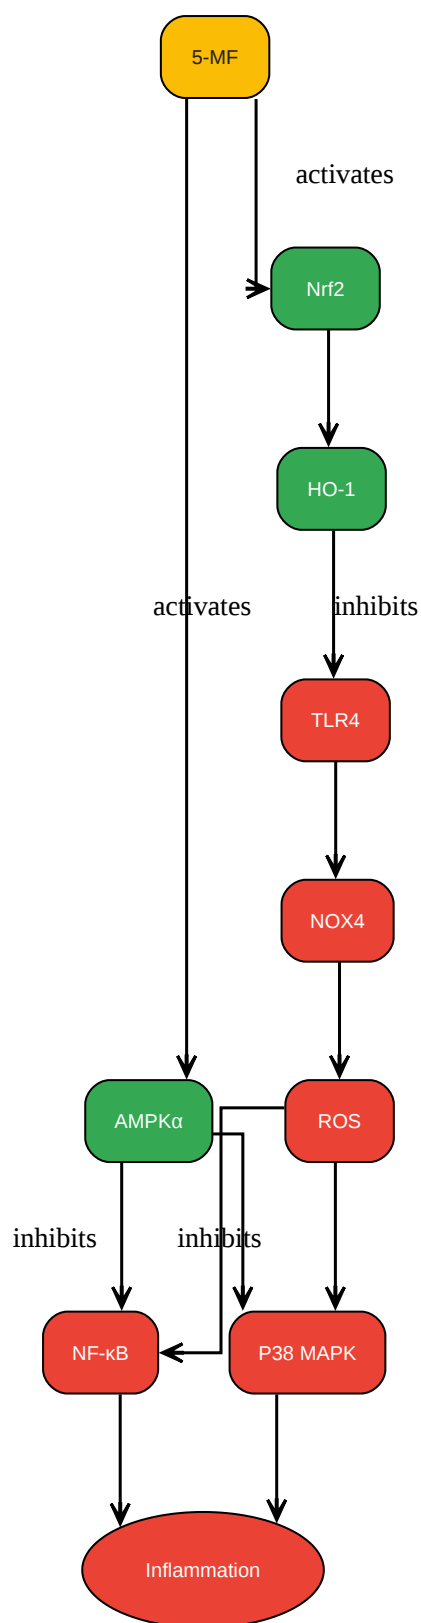 5-MF
activates
Nrf2
HO-1
activates
inhibits
TLR4
NOX4
AMPKα
ROS
inhibits
inhibits
NF-κB
P38 MAPK
Inflammation